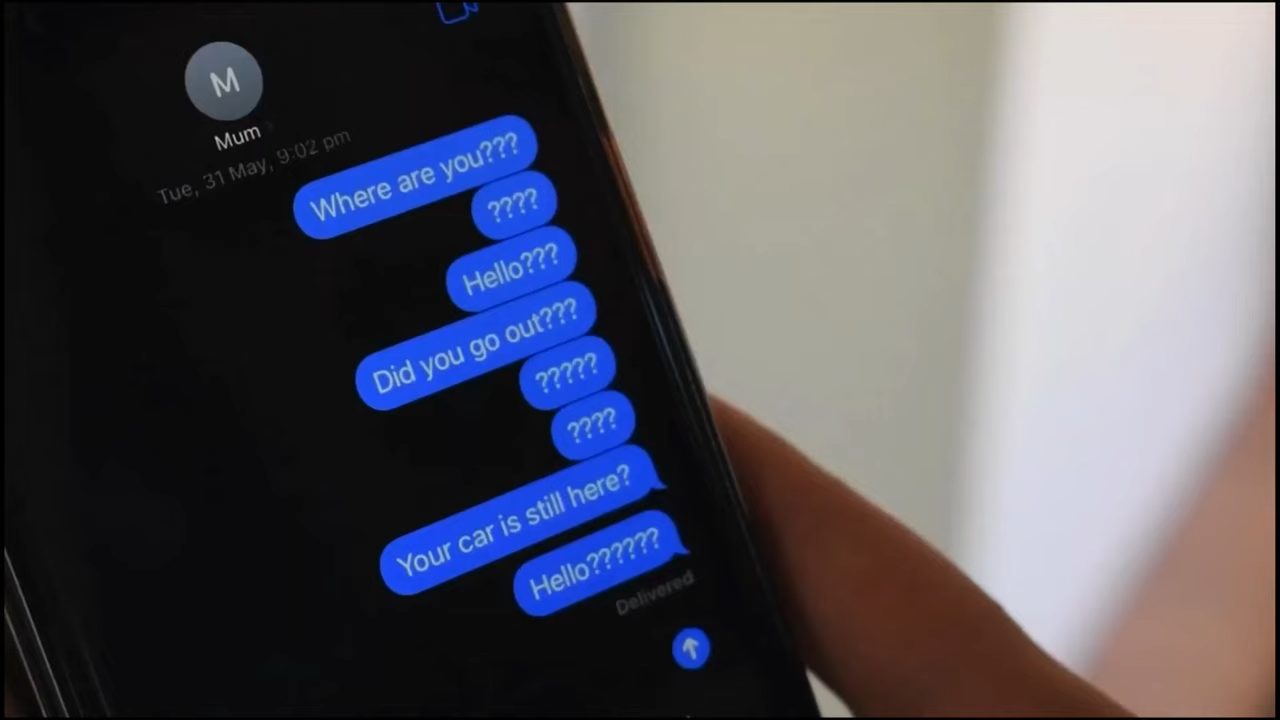 M
Mum
Tue, 31 May, 9:02 pm
Where are you???
????
Hello???
Did you go out???
?????
????
Your car is still here?
Hello??????
Delivered